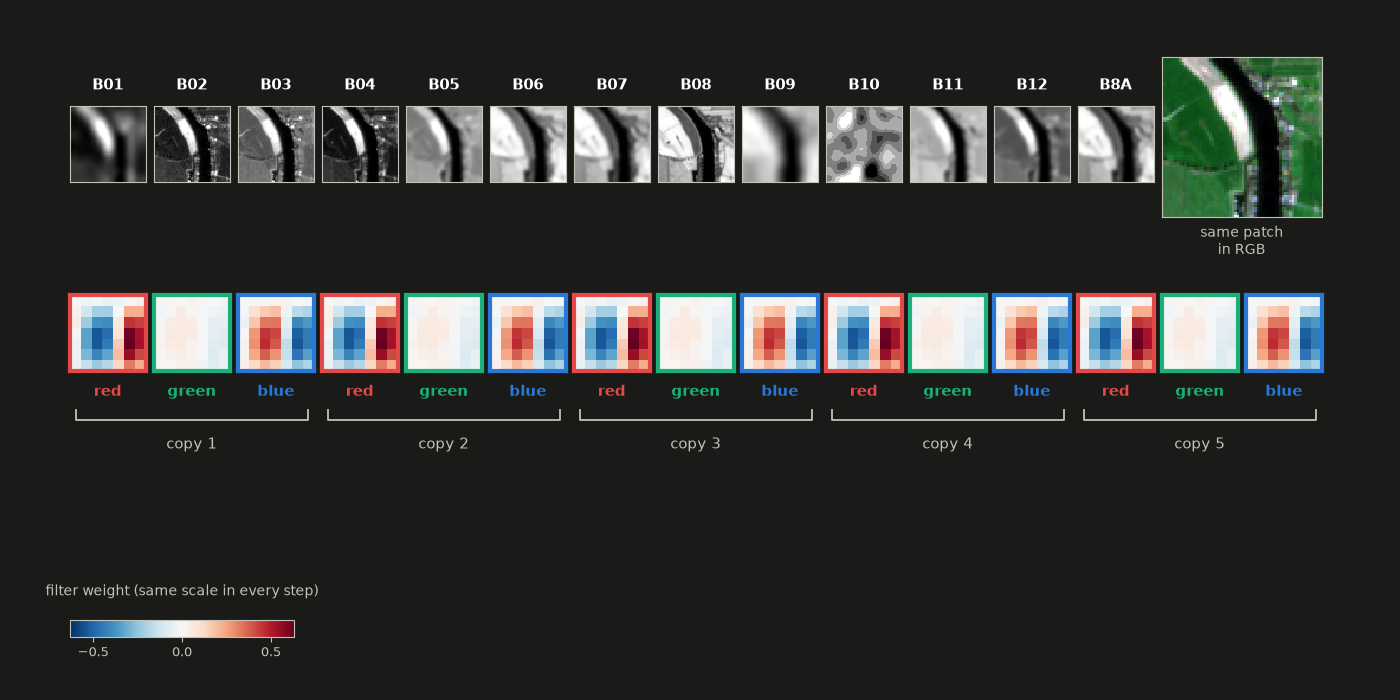 B01 B02 B03 B04 B05 B06 B07 B08 B09 B10 B11 B12 B8A
same patch
in RGB
red green blue red green blue red green blue red green blue red green blue
copy 1 copy 2 copy 3 copy 4 copy 5
filter weight (same scale in every step)
−0.5 0.0 0.5